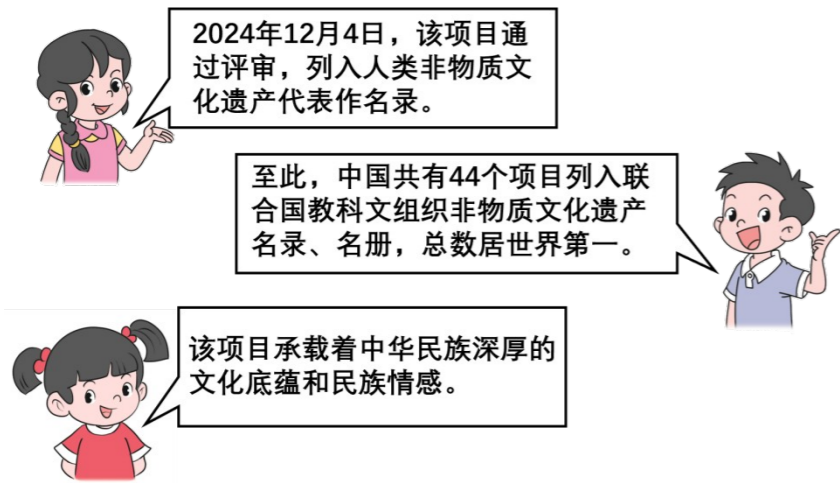 2024年12月4日，该项目通
过评审，列入人类非物质文
化遗产代表作名录。
至此，中国共有44个项目列入联
合国教科文组织非物质文化遗产
名录、名册，总数居世界第一。
该项目承载着中华民族深厚的
文化底蕴和民族情感。